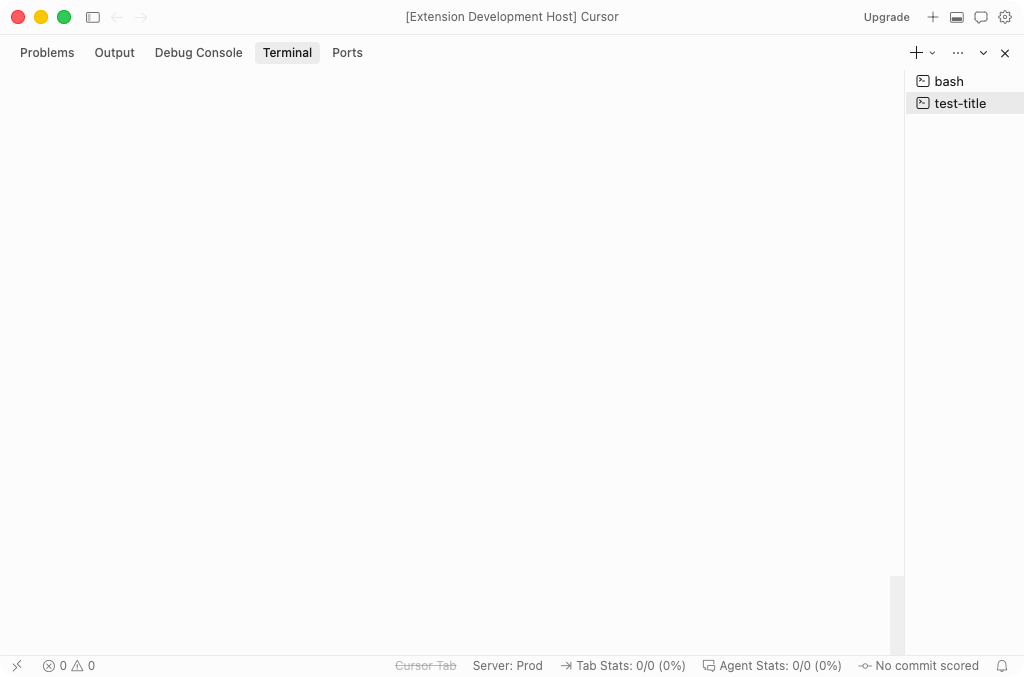 [Extension Development Host] Cursor
Upgrade
Problems
Output
Debug Console
Terminal
Ports
bash
test-title
0
0
Cursor Tab
Server: Prod
Tab Stats: 0/0 (0%)
Agent Stats: 0/0 (0%)
No commit scored